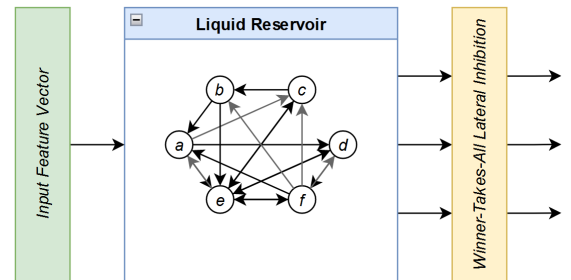 Liquid Reservoir
Input Feature Vector
b
c
a
d
e
f
Winner-Takes-All Lateral Inhibition